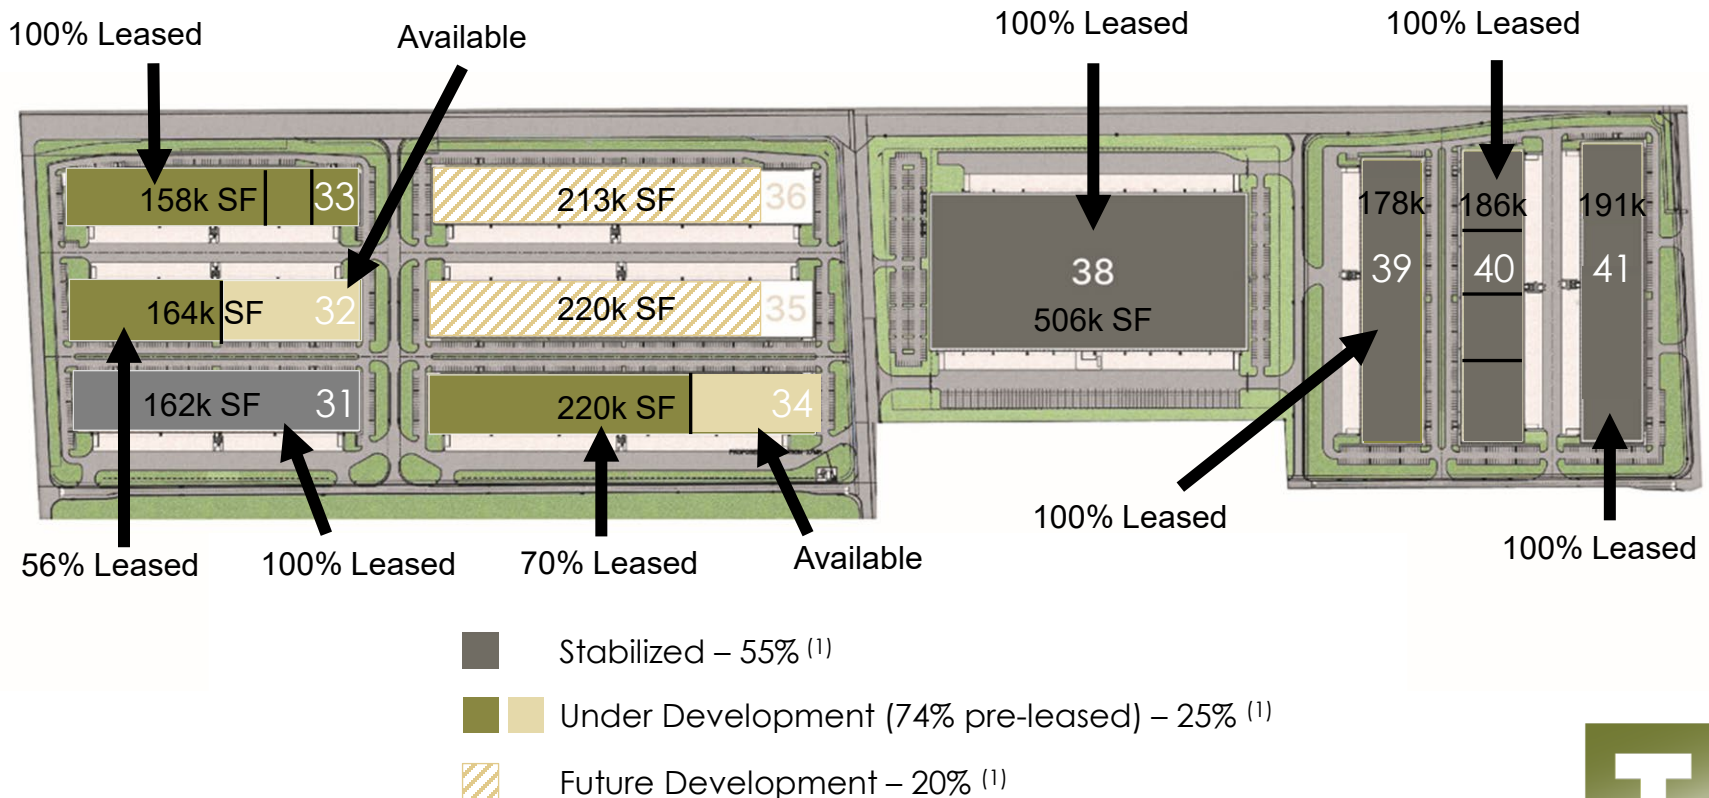 100% Leased
Available
100% Leased
100% Leased
158k SF
33
213k SF
36
164k SF
32
220k SF
35
162k SF
31
220k SF
34
38
506k SF
178k
39
186k
40
191k
41
56% Leased
100% Leased
70% Leased
Available
100% Leased
100% Leased
Stabilized – 55% (1)
Under Development (74% pre-leased) – 25% (1)
Future Development – 20% (1)